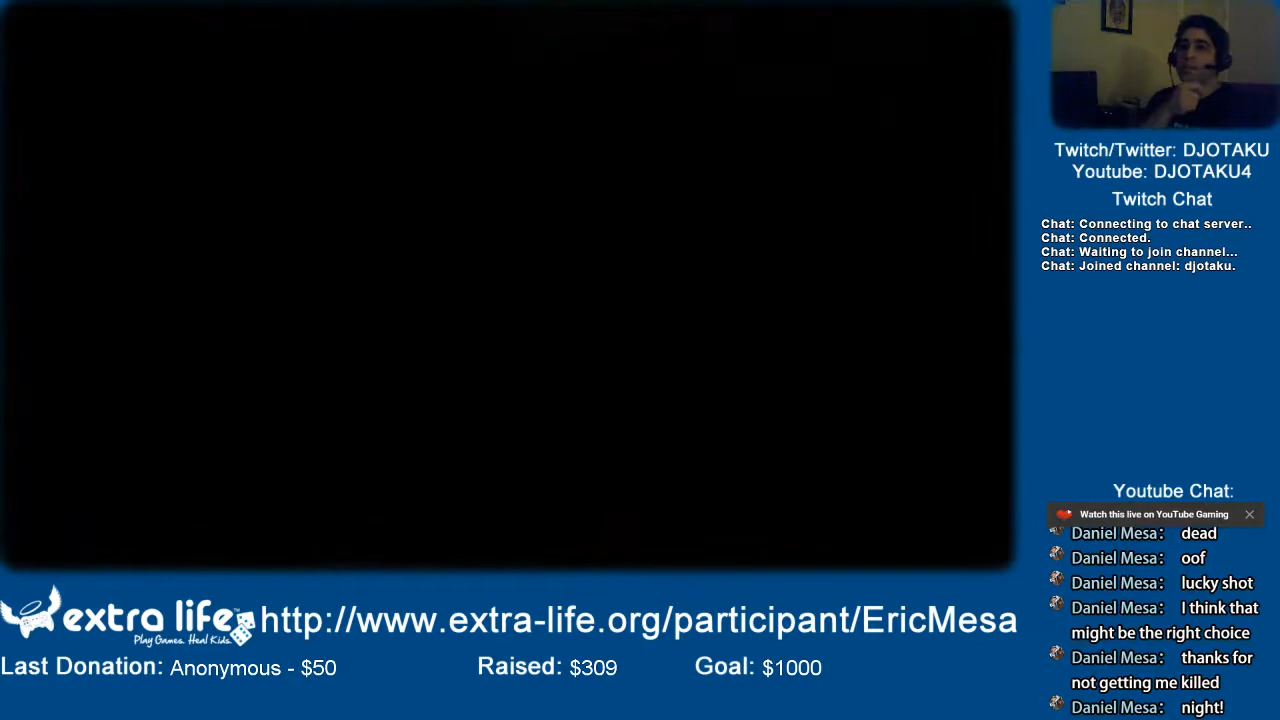 Twitch/Twitter: DJOTAKU
Youtube: DJOTAKU4
Twitch Chat
Chat: Connecting to chat server..
Chat: Connected.
Chat: Waiting to join channel...
Chat: Joined channel: djotaku.
Youtube Chat:
Watch this live on YouTube Gaming
Daniel Mesa: dead
Daniel Mesa: oof
Daniel Mesa: lucky shot
Daniel Mesa: I think that
might be the right choice
Daniel Mesa: thanks for
not getting me killed
Daniel Mesa: night!
extra life
Play Games. Heal Kids.
http://www.extra-life.org/participant/EricMesa
Last Donation: Anonymous - $50
Raised: $309
Goal: $1000